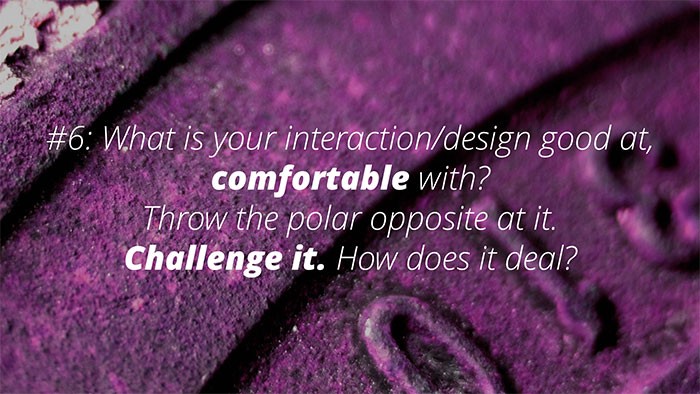 #6: What is your interaction/design good at,
comfortable with?
Throw the polar opposite at it.
Challenge it. How does it deal?